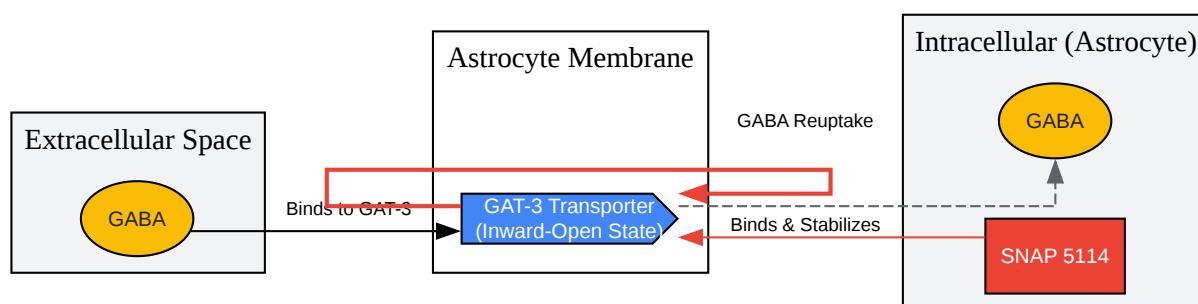 Extracellular Space
GABA
Binds to GAT-3
Astrocyte Membrane
GAT-3 Transporter
(Inward-Open State)
GABA Reuptake
Binds & Stabilizes
Intracellular (Astrocyte)
GABA
SNAP 5114